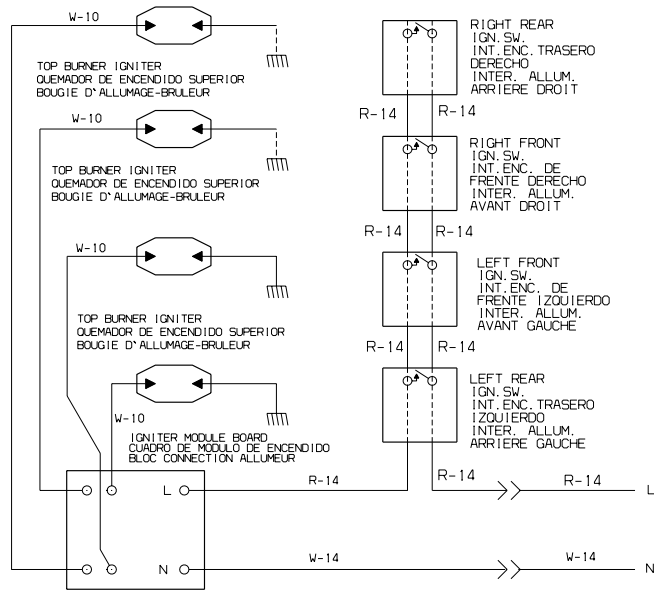 W-10
TOP BURNER IGNITER
QUEMADOR DE ENCENDIDO SUPERIOR
BOUGIE D`ALLUMAGE-BRULEUR
W-10
TOP BURNER IGNITER
QUEMADOR DE ENCENDIDO SUPERIOR
BOUGIE D`ALLUMAGE-BRULEUR
W-10
TOP BURNER IGNITER
QUEMADOR DE ENCENDIDO SUPERIOR
BOUGIE D`ALLUMAGE-BRULEUR
W-10
IGNITER MODULE BOARD
CUADRO DE MODULO DE ENCENDIDO
BLOC CONNECTION ALLUMEUR
L
N
RIGHT REAR
IGN.SW.
INT.ENC.TRASERO
DERECHO
INTER. ALLUM.
ARRIERE DROIT
R-14
R-14
RIGHT FRONT
IGN.SW.
INT.ENC. DE
FRENTE DERECHO
INTER. ALLUM.
AVANT DROIT
R-14
R-14
LEFT FRONT
IGN.SW.
INT.ENC. DE
FRENTE IZQUIERDO
INTER. ALLUM.
AVANT GAUCHE
R-14
R-14
LEFT REAR
IGN.SW.
INT.ENC.TRASERO
IZQUIERDO
INTER. ALLUM.
ARRIERE GAUCHE
R-14
R-14
R-14
L
W-14
W-14
N